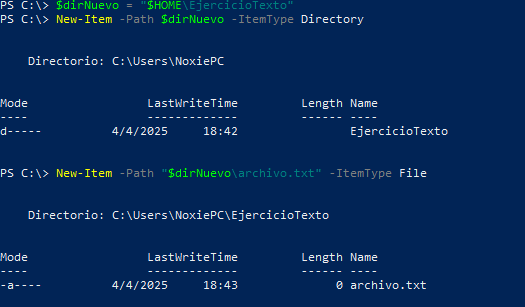 PS C:\> $dirNuevo = "$HOME\EjercicioTexto"
PS C:\> New-Item -Path $dirNuevo -ItemType Directory
Directorio: C:\Users\NoxiePC
Mode LastWriteTime Length Name
---- ------------- ------ ----
d----- 4/4/2025 18:42 EjercicioTexto
PS C:\> New-Item -Path "$dirNuevo\archivo.txt" -ItemType File
Directorio: C:\Users\NoxiePC\EjercicioTexto
Mode LastWriteTime Length Name
---- ------------- ------ ----
-a---- 4/4/2025 18:43 0 archivo.txt